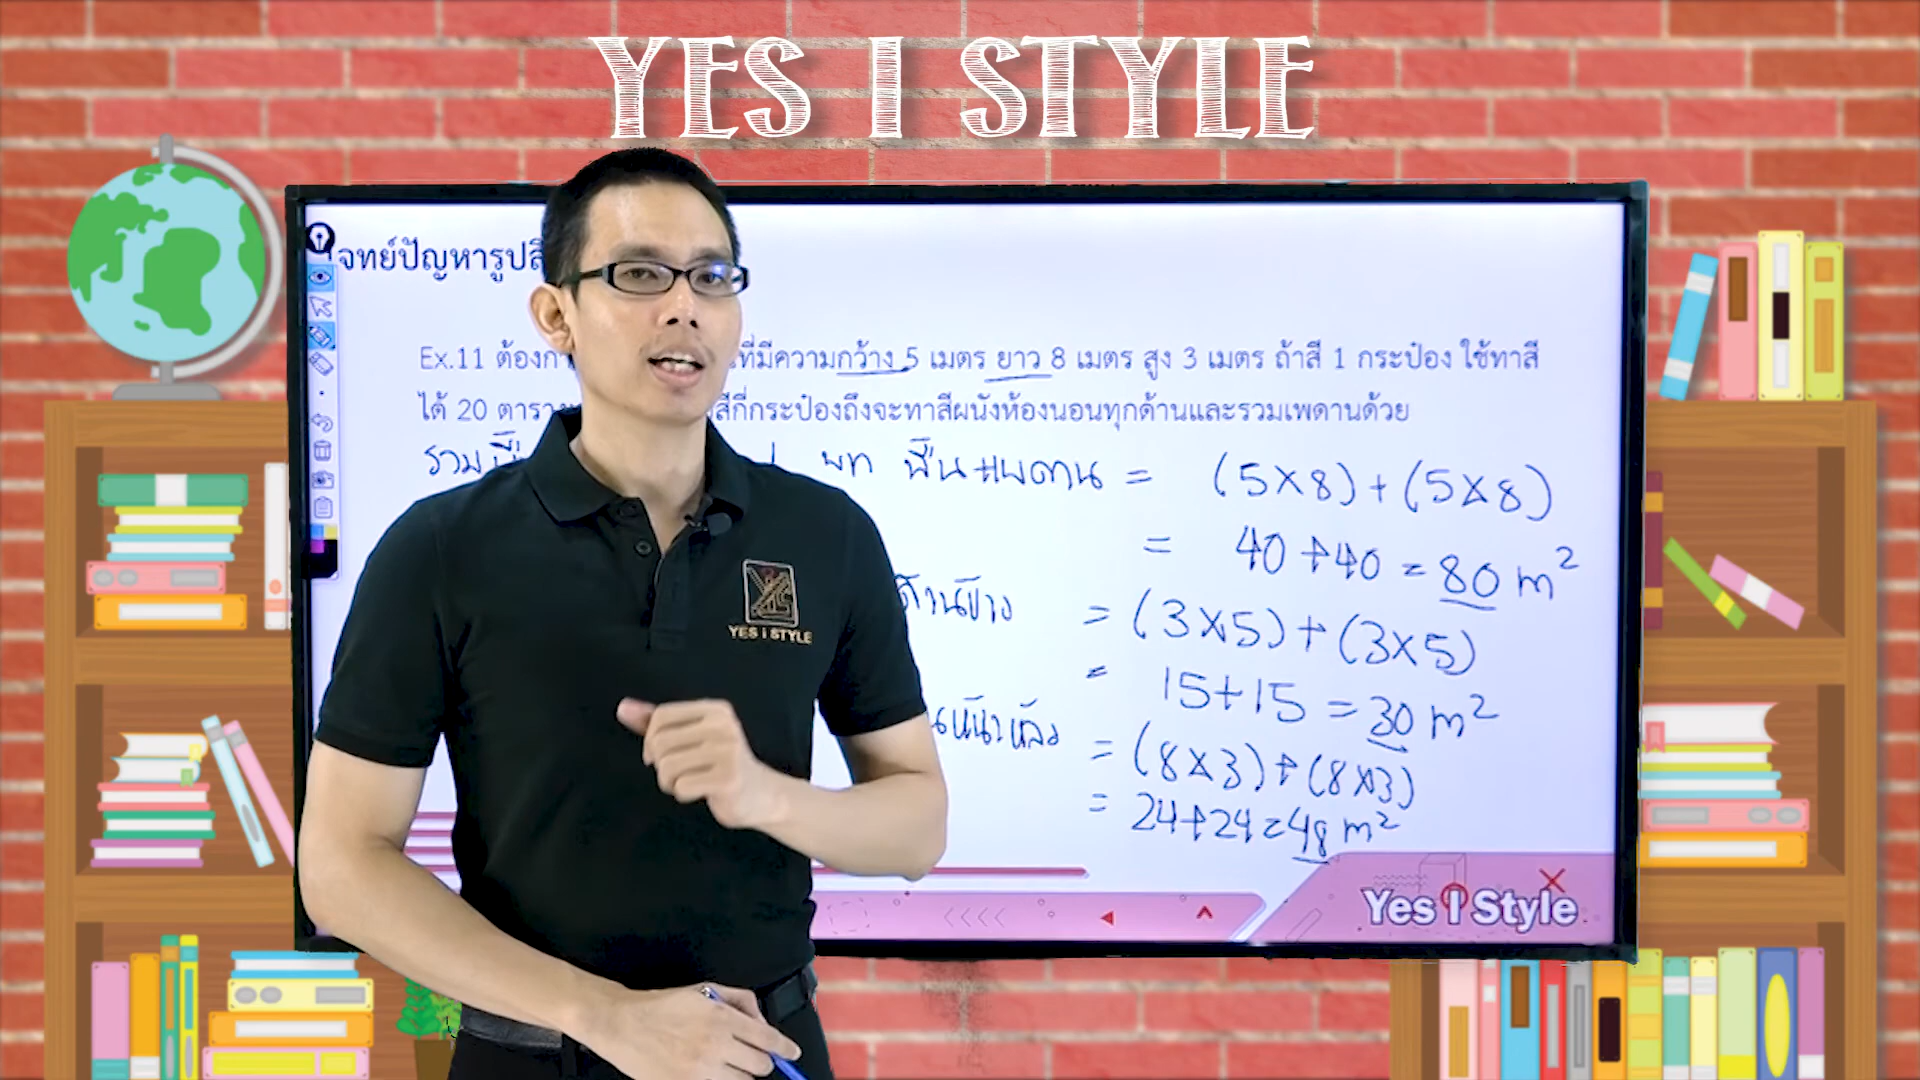 YES I STYLE
โจทย์ปัญหารูปสี
Ex.11 ต้องก ที่มีความกว้าง 5 เมตร ยาว 8 เมตร สูง 3 เมตร ถ้าสี 1 กระป๋อง ใช้ทาสี
ได้ 20 ตาราง สีกี่กระป๋องถึงจะทาสีผนังห้องนอนทุกด้านและรวมเพดานด้วย
รวมพื้ พท พื้น+เพดาน = (5×8)+(5×8)
= 40+40 = 80 m²
ด้านข้าง = (3×5)+(3×5)
= 15+15 = 30 m²
นหน้าหลัง = (8×3)+(8×3)
= 24+24=48 m²
YES i STYLE
Yes I Style